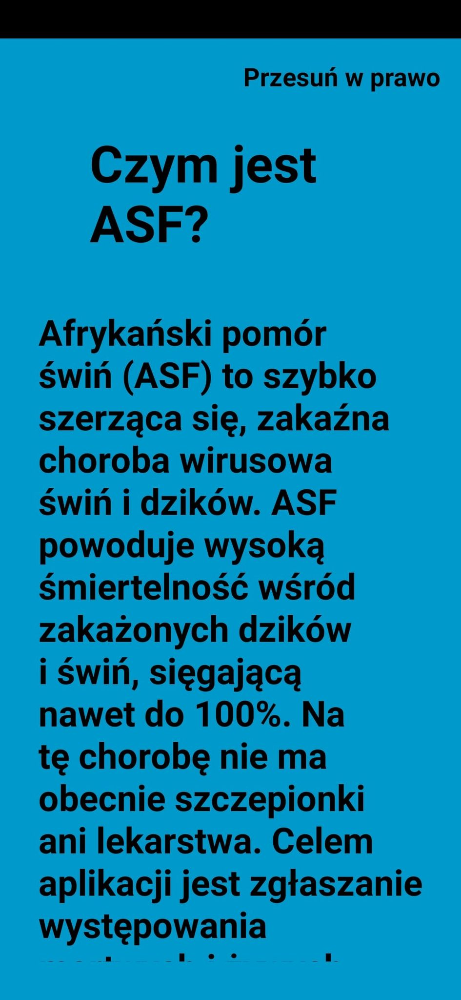 Przesuń w prawo
Czym jest
ASF?
Afrykański pomór
świń (ASF) to szybko
szerząca się, zakaźna
choroba wirusowa
świń i dzików. ASF
powoduje wysoką
śmiertelność wśród
zakażonych dzików
i świń, sięgającą
nawet do 100%. Na
tę chorobę nie ma
obecnie szczepionki
ani lekarstwa. Celem
aplikacji jest zgłaszanie
występowania